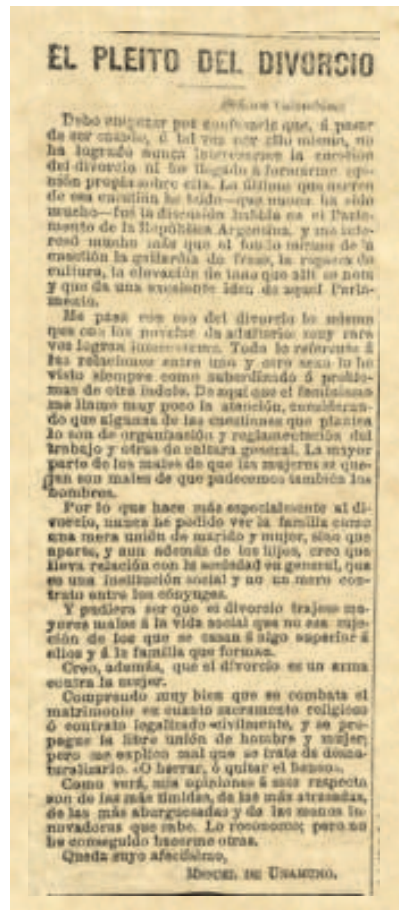 EL PLEITO DEL DIVORCIO
Debo empezar por confesarle que, á pesar
de ser casado, ó tal vez por ello mismo, no
ha logrado nunca interesarme la cuestión
del divorcio ni he llegado á formarme opi-
nión propia sobre ella. Lo último que acerca
de esa cuestión he leído—que nunca ha sido
mucho—fué la discusión habida en el Parla-
mento de la República Argentina, y me inte-
resó mucho más que el fondo mismo de la
cuestión la gallardía de frase, la riqueza de
cultura, la elevación de tono que allí se nota
y que da una excelente idea de aquel Parla-
mento.
Me pasa con eso del divorcio lo mismo
que con las novelas de adulterio: muy rara
vez logran interesarme. Todo lo referente á
las relaciones entre uno y otro sexo lo he
visto siempre como subordinado á proble-
mas de otra índole. De aquí que el feminismo
me llame muy poco la atención, consideran-
do que algunas de las cuestiones que plantea
lo son de organización y reglamentación del
trabajo y otras de cultura general. La mayor
parte de los males de que las mujeres se que-
jan son males de que padecemos también los
hombres.
Por lo que hace más especialmente al di-
vorcio, nunca he podido ver la familia como
una mera unión de marido y mujer, sino que
aparte, y aun además de los hijos, creo que
lleva relación con la sociedad en general, que
es una institución social y no un mero con-
trato entre los cónyuges.
Y pudiera ser que el divorcio trajese ma-
yores males á la vida social que no esa suje-
ción de los que se casan á algo superior á
ellos y á la familia que forman.
Creo, además, que el divorcio es un arma
contra la mujer.
Comprendo muy bien que se combata el
matrimonio en cuanto sacramento religioso
ó contrato legalizado civilmente, y se pro-
pague la libre unión de hombre y mujer;
pero me explico mal que se trate de desna-
turalizarlo. «O herrar, ó quitar el banco».
Como verá, mis opiniones á ese respecto
son de las más tímidas, de las más atrasadas,
de las más aburguesadas y de las menos in-
novadoras que cabe. Lo reconozco; pero no
he conseguido hacerme otras.
Queda suyo afectísimo,
MIGUEL DE UNAMUNO.